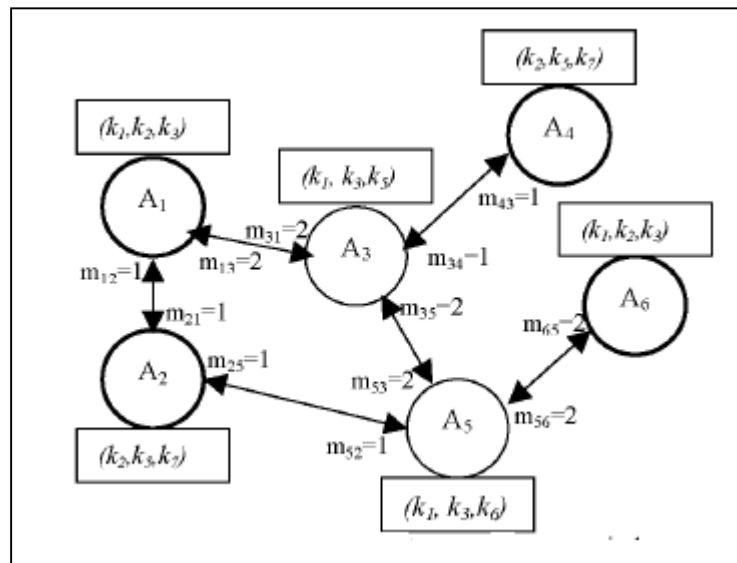 (k₂,k₅,k₇)
A₄
(k₁,k₂,k₃)
A₁
(k₁, k₃,k₅)
A₃
m₄₃=1
m₃₄–1
(k₁,k₂,k₃)
A₆
m₃₁=2
m₁₃=2
m₁₂=1
m₂₁=1
m₃₅–2
m₆₅–2
A₂
m₂₅=1
m₅₃=2
A₅
m₅₆=2
m₅₂=1
(k₂,k₃,k₇)
(k₁, k₃,k₆)